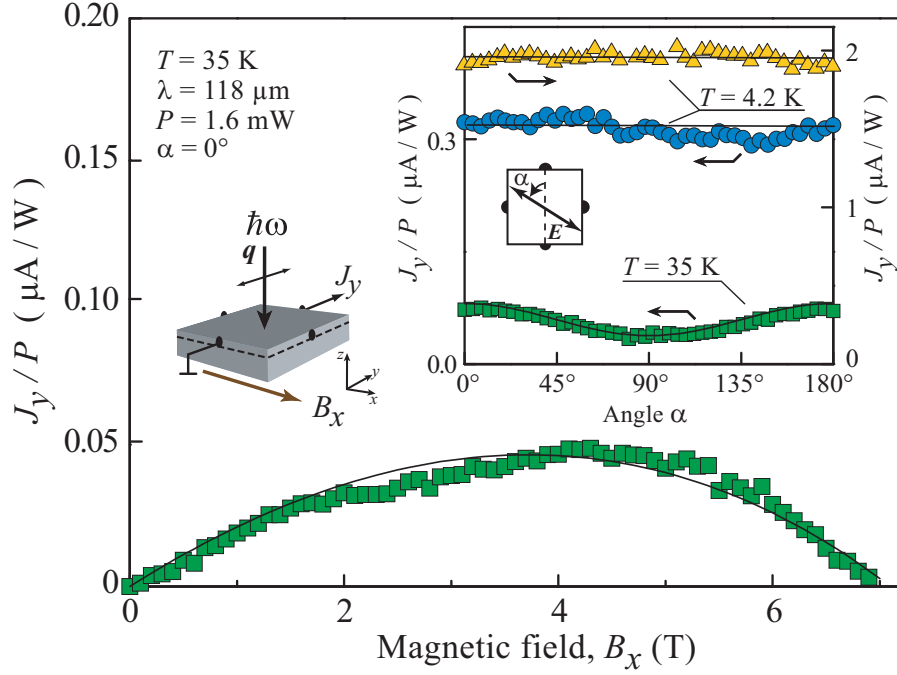 0.20
0.15
0.10
0.05
0
J_y / P ( µA / W )
0
2
4
6
Magnetic field, B_x (T)
T = 35 K
λ = 118 µm
P = 1.6 mW
α = 0°
ħω
q
J_y
B_x
z
y
x
J_y / P ( µA / W )
0.3
0.0
T = 4.2 K
α
E
T = 35 K
2
1
0
J_y / P ( µA / W )
0° 45° 90° 135° 180°
Angle α